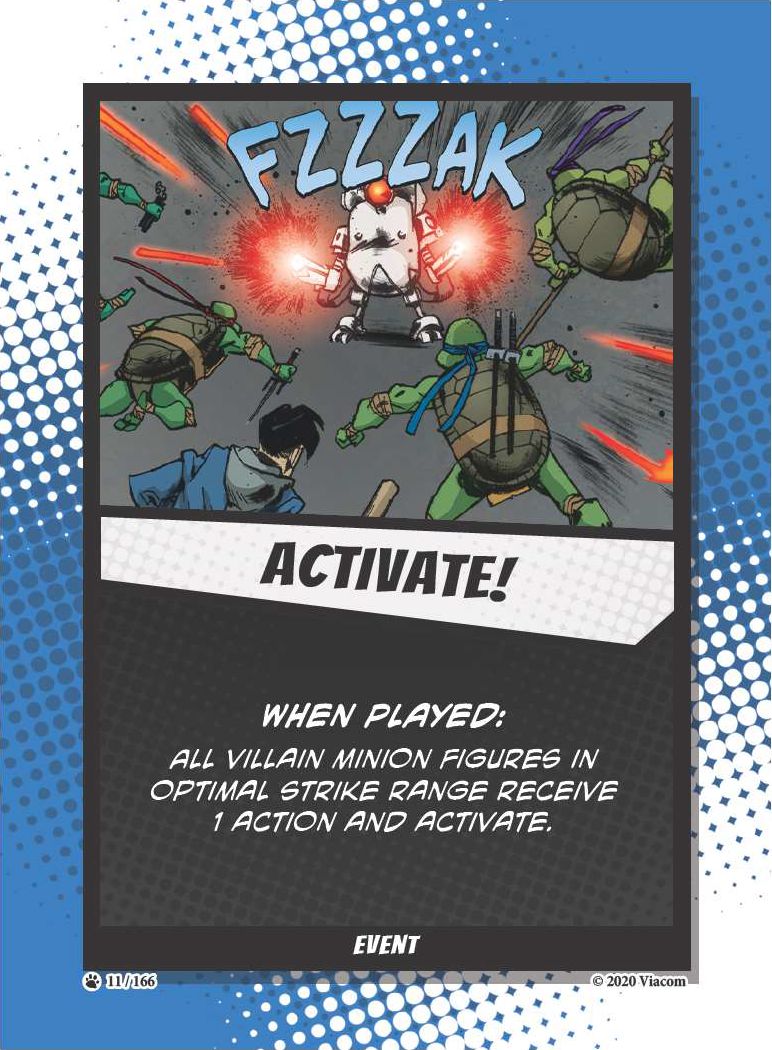 FZZZAK
ACTIVATE!
WHEN PLAYED:
ALL VILLAIN MINION FIGURES IN
OPTIMAL STRIKE RANGE RECEIVE
1 ACTION AND ACTIVATE.
EVENT
11/166
© 2020 Viacom